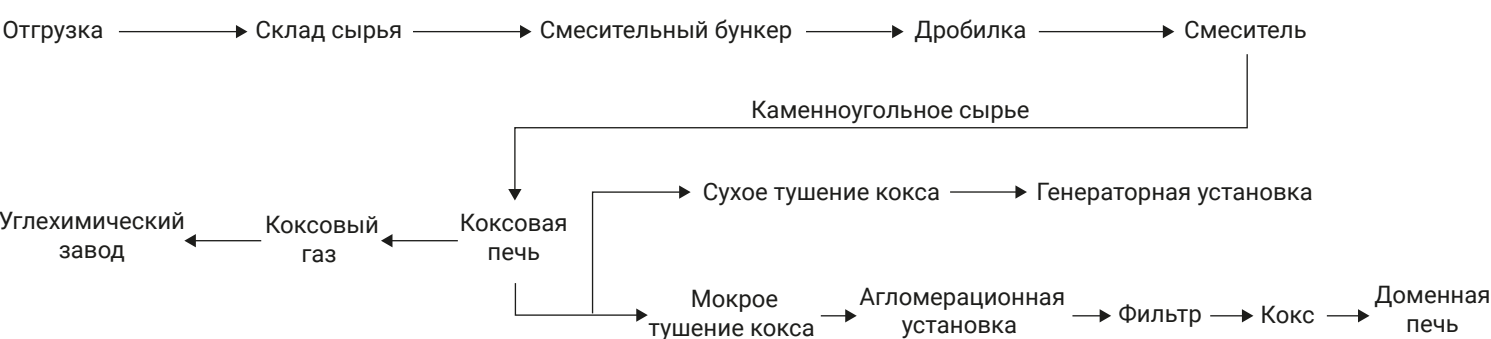 Отгрузка
Склад сырья
Смесительный бункер
Дробилка
Смеситель
Каменноугольное сырье
Сухое тушение кокса
Генераторная установка
Углехимический
завод
Коксовый
газ
Коксовая
печь
Мокрое
тушение кокса
Агломерационная
установка
Фильтр
Кокс
Доменная
печь